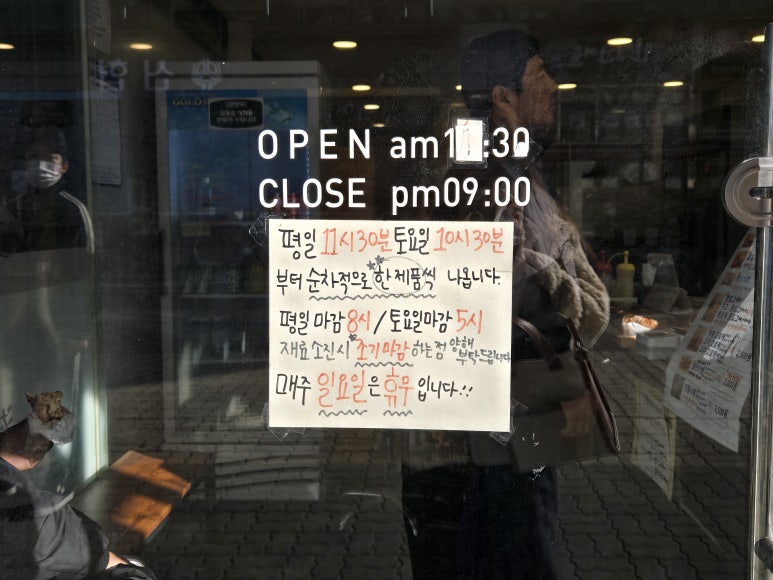 OPEN am11:30
CLOSE pm09:00
평일 11시30분 토요일 10시30분
부터 순차적으로 한 제품씩 나옵니다.
평일 마감 8시 / 토요일마감 5시
재료 소진시 조기마감 하는점 양해
부탁드립니다
매주 일요일은 휴무 입니다..!!